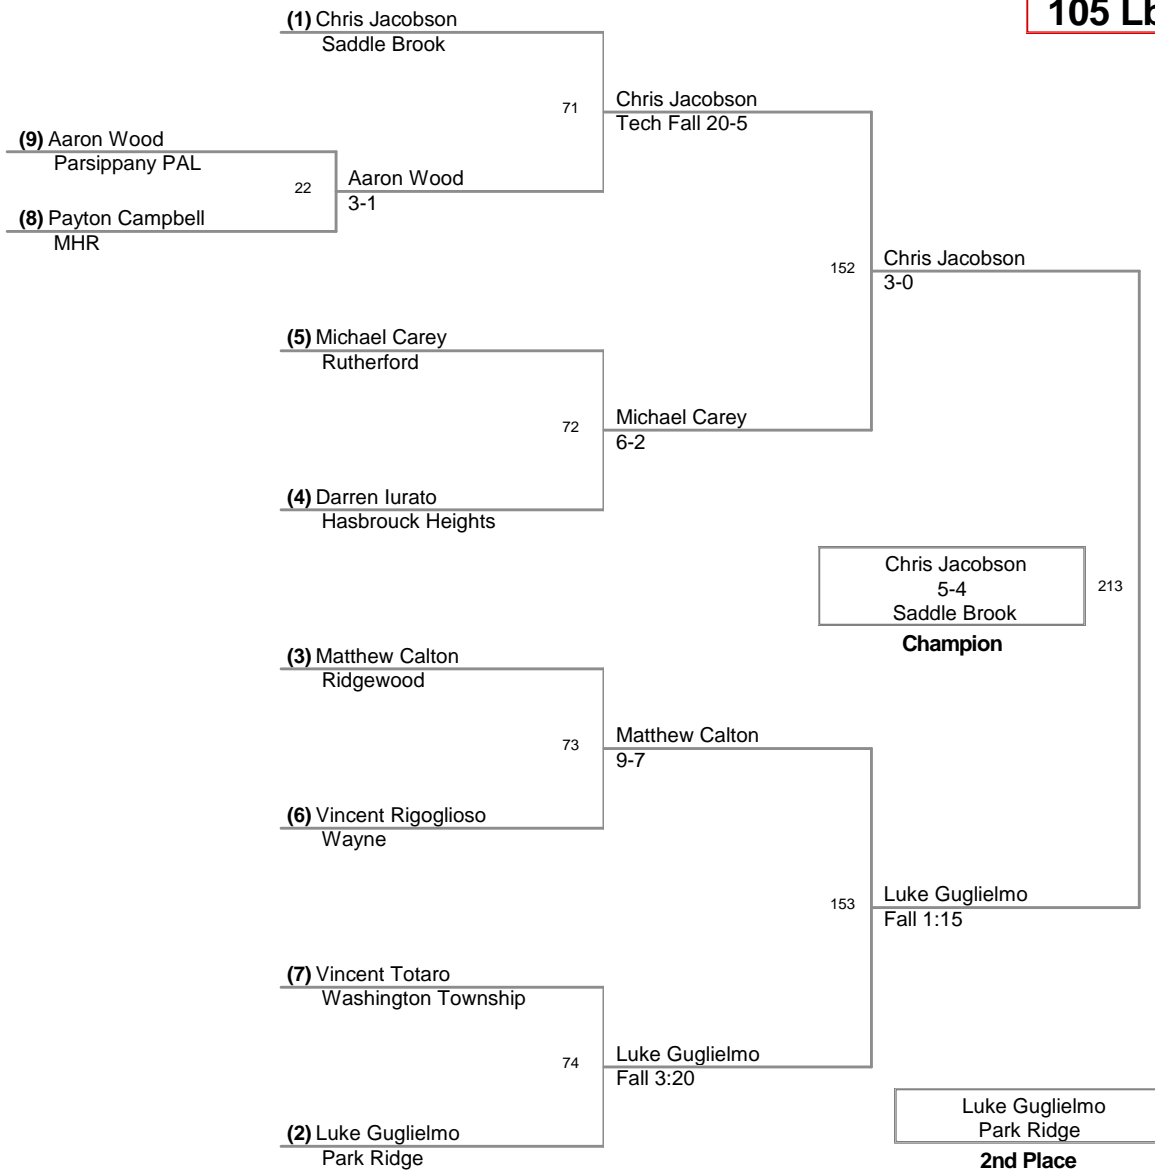 105 Lb
(1) Chris Jacobson
Saddle Brook
71
Chris Jacobson
Tech Fall 20-5
(9) Aaron Wood
Parsippany PAL
22
Aaron Wood
3-1
(8) Payton Campbell
MHR
152
Chris Jacobson
3-0
(5) Michael Carey
Rutherford
72
Michael Carey
6-2
(4) Darren Iurato
Hasbrouck Heights
Chris Jacobson
5-4
Saddle Brook
213
Champion
(3) Matthew Calton
Ridgewood
73
Matthew Calton
9-7
(6) Vincent Rigoglioso
Wayne
153
Luke Guglielmo
Fall 1:15
(7) Vincent Totaro
Washington Township
74
Luke Guglielmo
Fall 3:20
(2) Luke Guglielmo
Park Ridge
Luke Guglielmo
Park Ridge
2nd Place